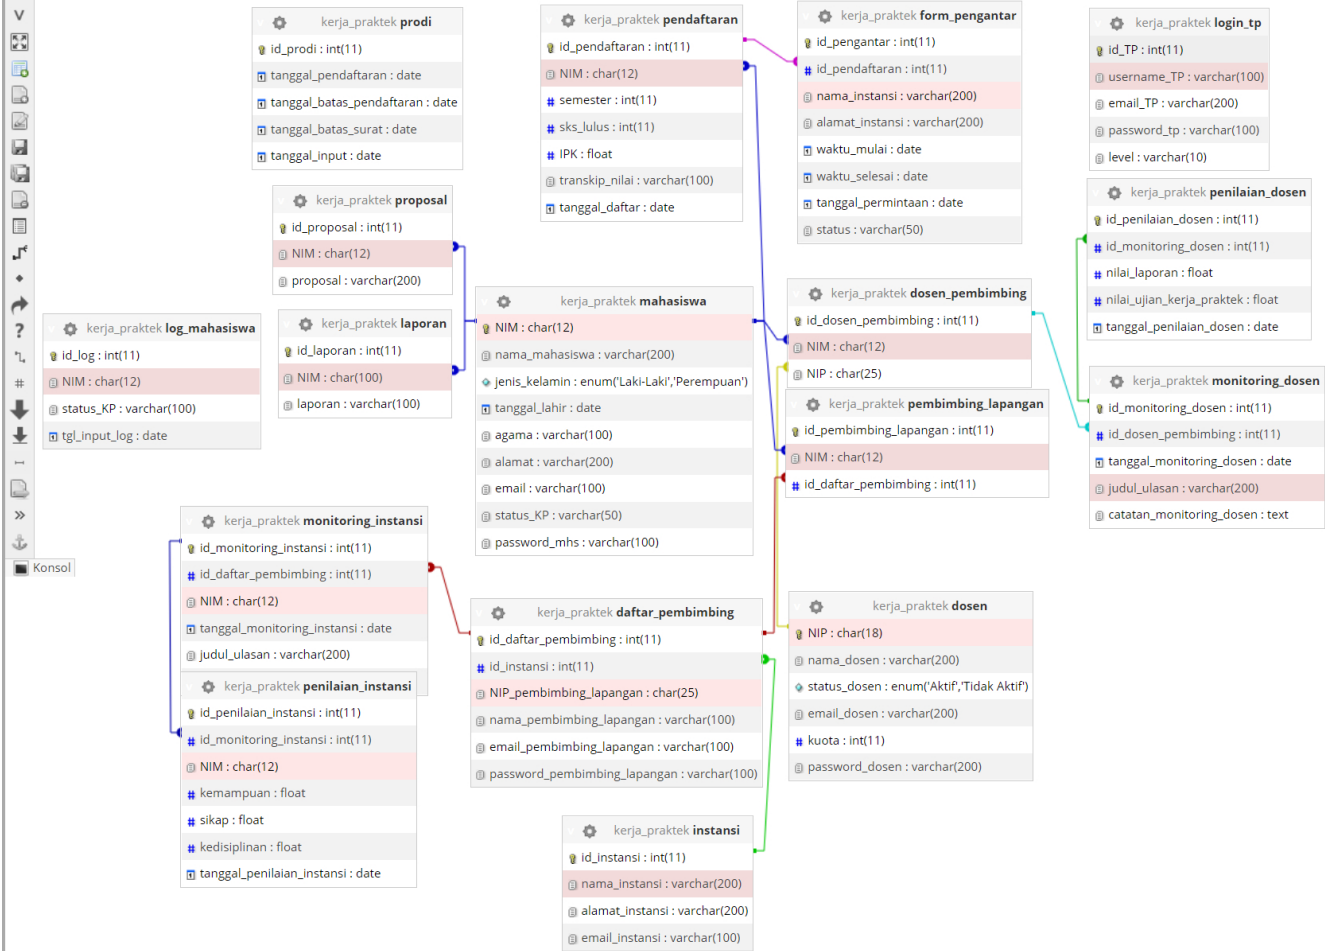 kerja_praktek prodi
id_prodi : int(11)
tanggal_pendaftaran : date
tanggal_batas_pendaftaran : date
tanggal_batas_surat : date
tanggal_input : date
kerja_praktek pendaftaran
id_pendaftaran : int(11)
NIM : char(12)
semester : int(11)
sks_lulus : int(11)
IPK : float
transkip_nilai : varchar(100)
tanggal_daftar : date
kerja_praktek form_pengantar
id_pengantar : int(11)
id_pendaftaran : int(11)
nama_instansi : varchar(200)
alamat_instansi : varchar(200)
waktu_mulai : date
waktu_selesai : date
tanggal_permintaan : date
status : varchar(50)
kerja_praktek login_tp
id_TP : int(11)
username_TP : varchar(100)
email_TP : varchar(200)
password_tp : varchar(100)
level : varchar(10)
kerja_praktek proposal
id_proposal : int(11)
NIM : char(12)
proposal : varchar(200)
kerja_praktek penilaian_dosen
id_penilaian_dosen : int(11)
id_monitoring_dosen : int(11)
nilai_laporan : float
nilai_ujian_kerja_praktek : float
tanggal_penilaian_dosen : date
kerja_praktek log_mahasiswa
id_log : int(11)
NIM : char(12)
status_KP : varchar(100)
tgl_input_log : date
kerja_praktek laporan
id_laporan : int(11)
NIM : char(100)
laporan : varchar(100)
kerja_praktek mahasiswa
NIM : char(12)
nama_mahasiswa : varchar(200)
jenis_kelamin : enum('Laki-Laki','Perempuan')
tanggal_lahir : date
agama : varchar(100)
alamat : varchar(200)
email : varchar(100)
status_KP : varchar(50)
password_mhs : varchar(100)
kerja_praktek dosen_pembimbing
id_dosen_pembimbing : int(11)
NIM : char(12)
NIP : char(25)
kerja_praktek pembimbing_lapangan
id_pembimbing_lapangan : int(11)
NIM : char(12)
id_daftar_pembimbing : int(11)
kerja_praktek monitoring_dosen
id_monitoring_dosen : int(11)
id_dosen_pembimbing : int(11)
tanggal_monitoring_dosen : date
judul_ulasan : varchar(200)
catatan_monitoring_dosen : text
Konsol
kerja_praktek monitoring_instansi
id_monitoring_instansi : int(11)
id_daftar_pembimbing : int(11)
NIM : char(12)
tanggal_monitoring_instansi : date
judul_ulasan : varchar(200)
kerja_praktek penilaian_instansi
id_penilaian_instansi : int(11)
id_monitoring_instansi : int(11)
NIM : char(12)
kemampuan : float
sikap : float
kedisiplinan : float
tanggal_penilaian_instansi : date
kerja_praktek daftar_pembimbing
id_daftar_pembimbing : int(11)
id_instansi : int(11)
NIP_pembimbing_lapangan : char(25)
nama_pembimbing_lapangan : varchar(100)
email_pembimbing_lapangan : varchar(100)
password_pembimbing_lapangan : varchar(100)
kerja_praktek dosen
NIP : char(18)
nama_dosen : varchar(200)
status_dosen : enum('Aktif','Tidak Aktif')
email_dosen : varchar(200)
kuota : int(11)
password_dosen : varchar(200)
kerja_praktek instansi
id_instansi : int(11)
nama_instansi : varchar(200)
alamat_instansi : varchar(200)
email_instansi : varchar(100)